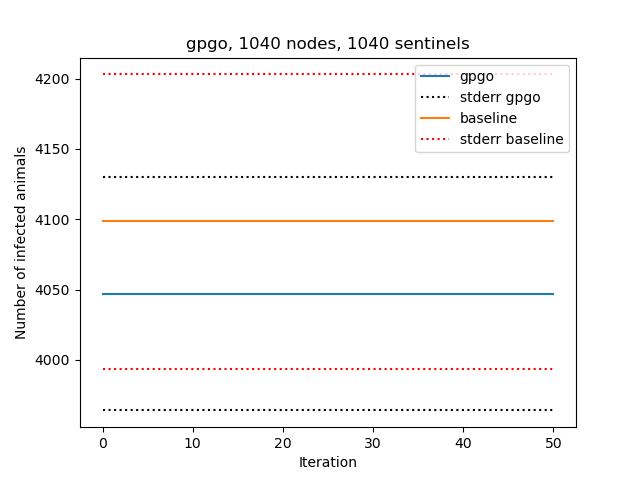 gpgo, 1040 nodes, 1040 sentinels
4200
4150
4100
4050
4000
Number of infected animals
gpgo
stderr gpgo
baseline
stderr baseline
0 10 20 30 40 50
Iteration